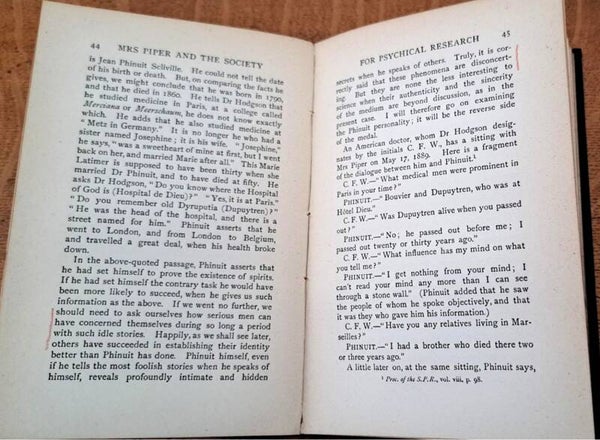 44 MRS PIPER AND THE SOCIETY
is Jean Phinuit Scliville. He could not tell the date
of his birth or death. But, on comparing the facts he
gives, we might conclude that he was born in 1790,
and that he died in 1860. He tells Dr Hodgson that
he studied medicine in Paris, at a college called
Merciana or Meerschaum, he does not know exactly
which. He adds that he also studied medicine at
"Metz in Germany." It is no longer he who had a
sister named Josephine; it is his wife. "Josephine,"
he says, "was a sweetheart of mine at first, but I went
back on her, and married Marie after all." This Marie
Latimer is supposed to have been thirty when she
married Dr Phinuit, and to have died at fifty. He
asks Dr Hodgson, "Do you know where the Hospital
of God is (Hospital de Dieu)?" "Yes, it is at Paris."
"Do you remember old Dyruputia (Dupuytren)?"
"He was the head of the hospital, and there is a
street named for him." Phinuit asserts that he
went to London, and from London to Belgium,
and travelled a great deal, when his health broke
down.
In the above-quoted passage, Phinuit asserts that
he had set himself to prove the existence of spirits.
If he had set himself the contrary task he would have
been more likely to succeed, when he gives us such
information as the above. If we went no further, we
should need to ask ourselves how serious men can
have concerned themselves during so long a period
with such idle stories. Happily, as we shall see later,
others have succeeded in establishing their identity
better than Phinuit has done. Phinuit himself, even
if he tells the most foolish stories when he speaks of
himself, reveals profoundly intimate and hidden
FOR PSYCHICAL RESEARCH 45
secrets when he speaks of others. Truly, it is cor-
rectly said that these phenomena are disconcert-
ing. But they are none the less interesting to
science when their authenticity and the sincerity
of the medium are beyond discussion, as in the
present case. I will therefore go on examining
the Phinuit personality; it will be the reverse side
An American doctor, whom Dr Hodgson desig-
nates by the initials C. F. W., has a sitting with
Mrs Piper on May 17, 1889. Here is a fragment
of the dialogue between him and Phinuit.¹
C. F. W.—"What medical men were prominent in
Paris in your time?"
PHINUIT.—"Bouvier and Dupuytren, who was at
Hôtel Dieu."
C. F. W.—"Was Dupuytren alive when you passed
out?"
PHINUIT.—"No; he passed out before me; I
passed out twenty or thirty years ago."
C. F. W.—"What influence has my mind on what
you tell me?"
PHINUIT.—"I get nothing from your mind; I
can't read your mind any more than I can see
through a stone wall." (Phinuit added that he saw
the people of whom he spoke objectively, and that
it was they who gave him his information.)
C. F. W.—"Have you any relatives living in Mar-
seilles?"
PHINUIT.—"I had a brother who died there two
or three years ago."
A little later on, at the same sitting, Phinuit says,
¹ Proc. of the S.P.R., vol. viii, p. 98.